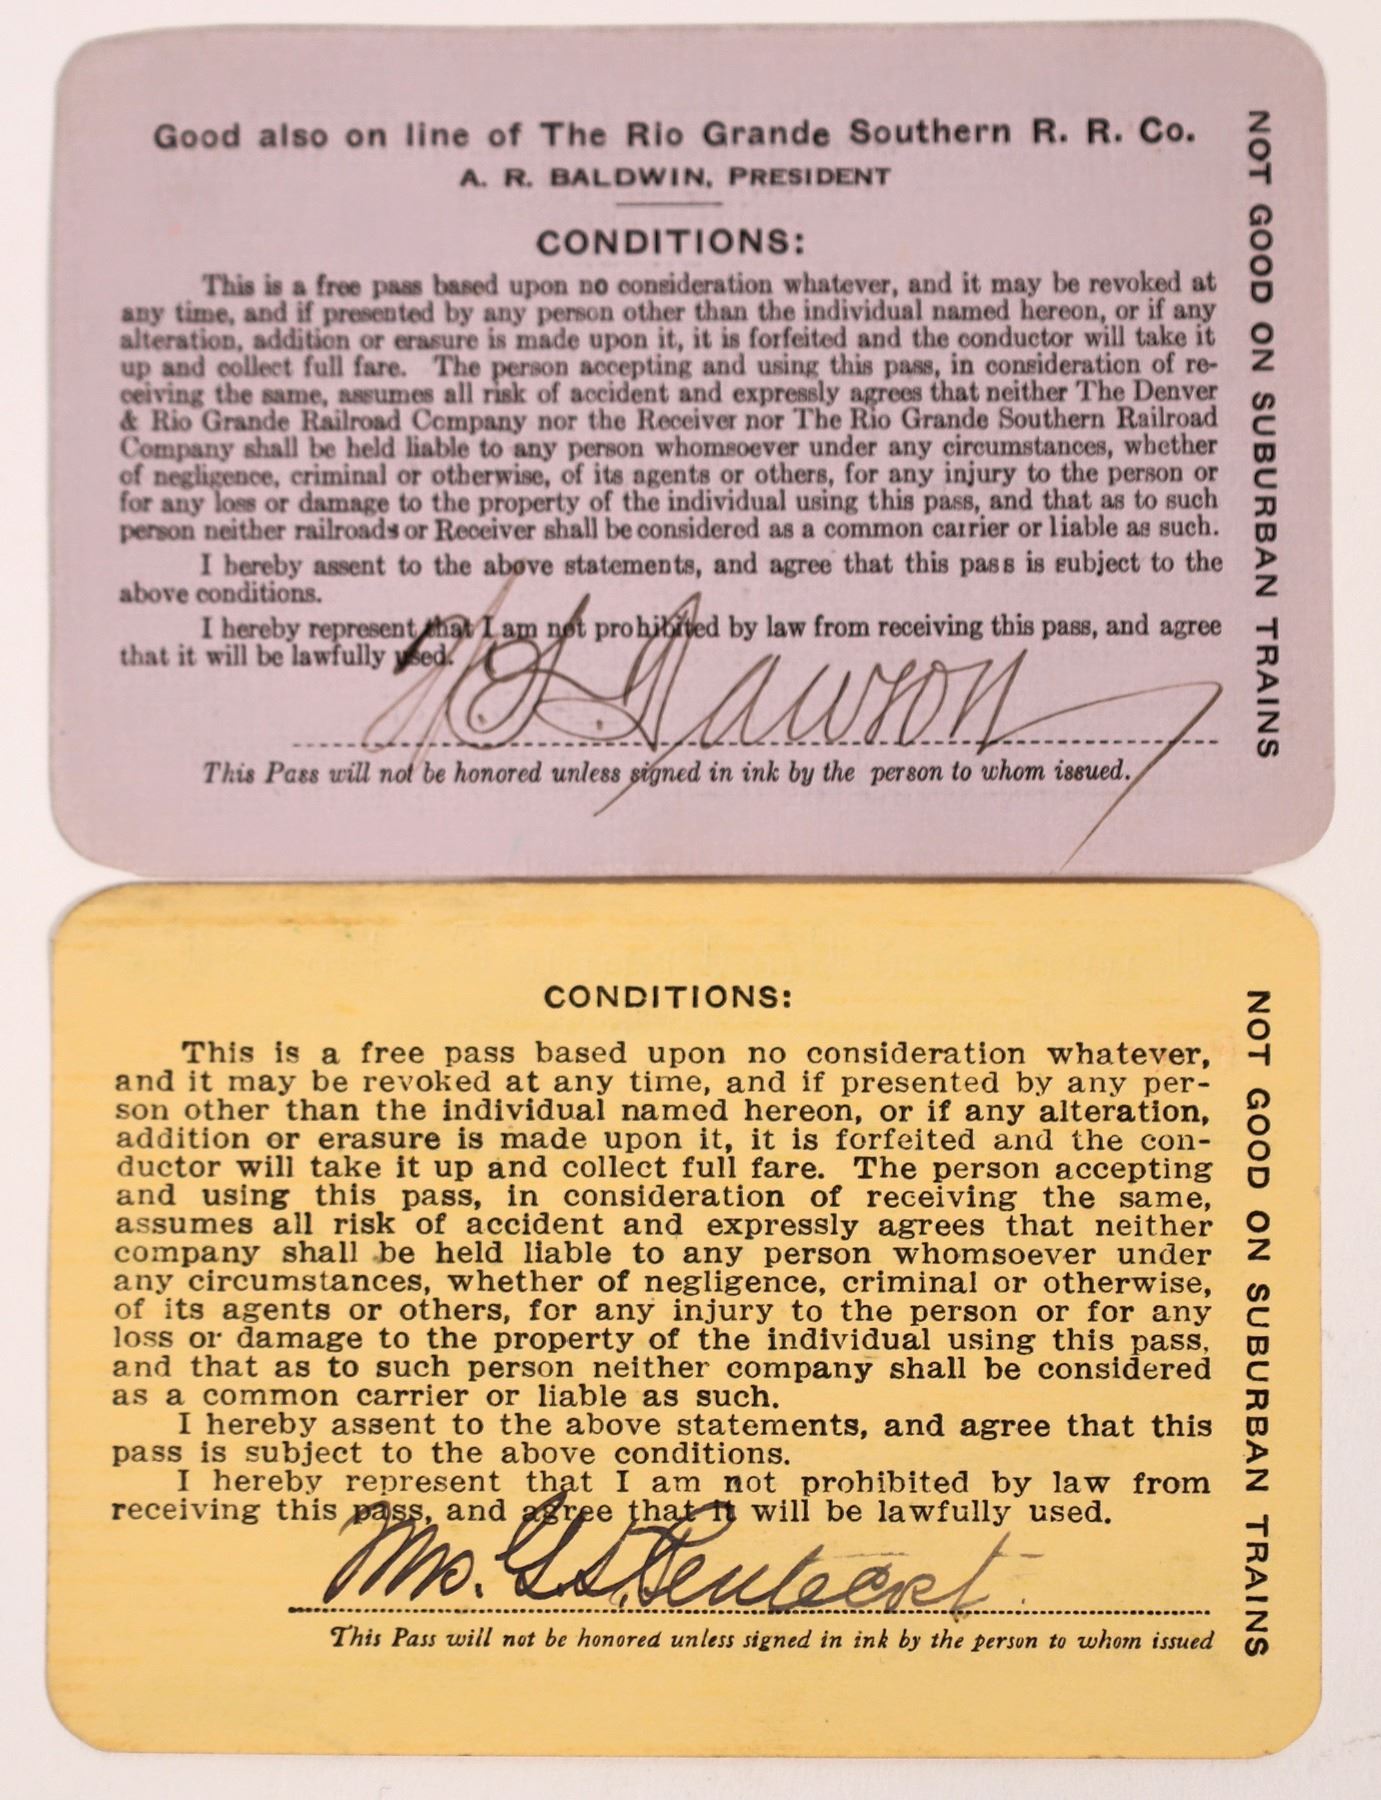 Good also on line of The Rio Grande Southern R. R. Co.
A. R. BALDWIN, PRESIDENT
CONDITIONS:
This is a free pass based upon no consideration whatever, and it may be revoked at
any time, and if presented by any person other than the individual named hereon, or if any
alteration, addition or erasure is made upon it, it is forfeited and the conductor will take it
up and collect full fare. The person accepting and using this pass, in consideration of re-
ceiving the same, assumes all risk of accident and expressly agrees that neither The Denver
& Rio Grande Railroad Company nor the Receiver nor The Rio Grande Southern Railroad
Company shall be held liable to any person whomsoever under any circumstances, whether
of negligence, criminal or otherwise, of its agents or others, for any injury to the person or
for any loss or damage to the property of the individual using this pass, and that as to such
person neither railroads or Receiver shall be considered as a common carrier or liable as such.
I hereby assent to the above statements, and agree that this pass is subject to the
above conditions.
I hereby represent that I am not prohibited by law from receiving this pass, and agree
that it will be lawfully used.
Dawson
This Pass will not be honored unless signed in ink by the person to whom issued.
NOT GOOD ON SUBURBAN TRAINS
CONDITIONS:
This is a free pass based upon no consideration whatever,
and it may be revoked at any time, and if presented by any per-
son other than the individual named hereon, or if any alteration,
addition or erasure is made upon it, it is forfeited and the con-
ductor will take it up and collect full fare. The person accepting
and using this pass, in consideration of receiving the same,
assumes all risk of accident and expressly agrees that neither
company shall be held liable to any person whomsoever under
any circumstances, whether of negligence, criminal or otherwise,
of its agents or others, for any injury to the person or for any
loss or damage to the property of the individual using this pass,
and that as to such person neither company shall be considered
as a common carrier or liable as such.
I hereby assent to the above statements, and agree that this
pass is subject to the above conditions.
I hereby represent that I am not prohibited by law from
receiving this pass, and agree that it will be lawfully used.
Mrs. G. S. Pentecost
This Pass will not be honored unless signed in ink by the person to whom issued
NOT GOOD ON SUBURBAN TRAINS